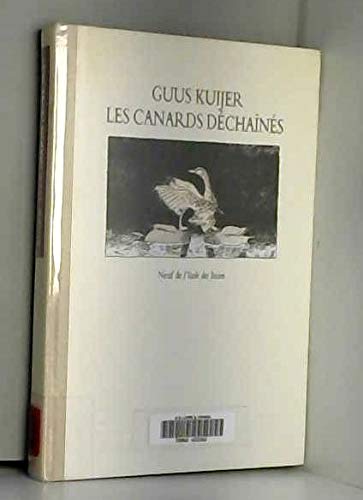 GUUS KUIJER
LES CANARDS DÉCHAÎNÉS
Neuf de l'École des loisirs